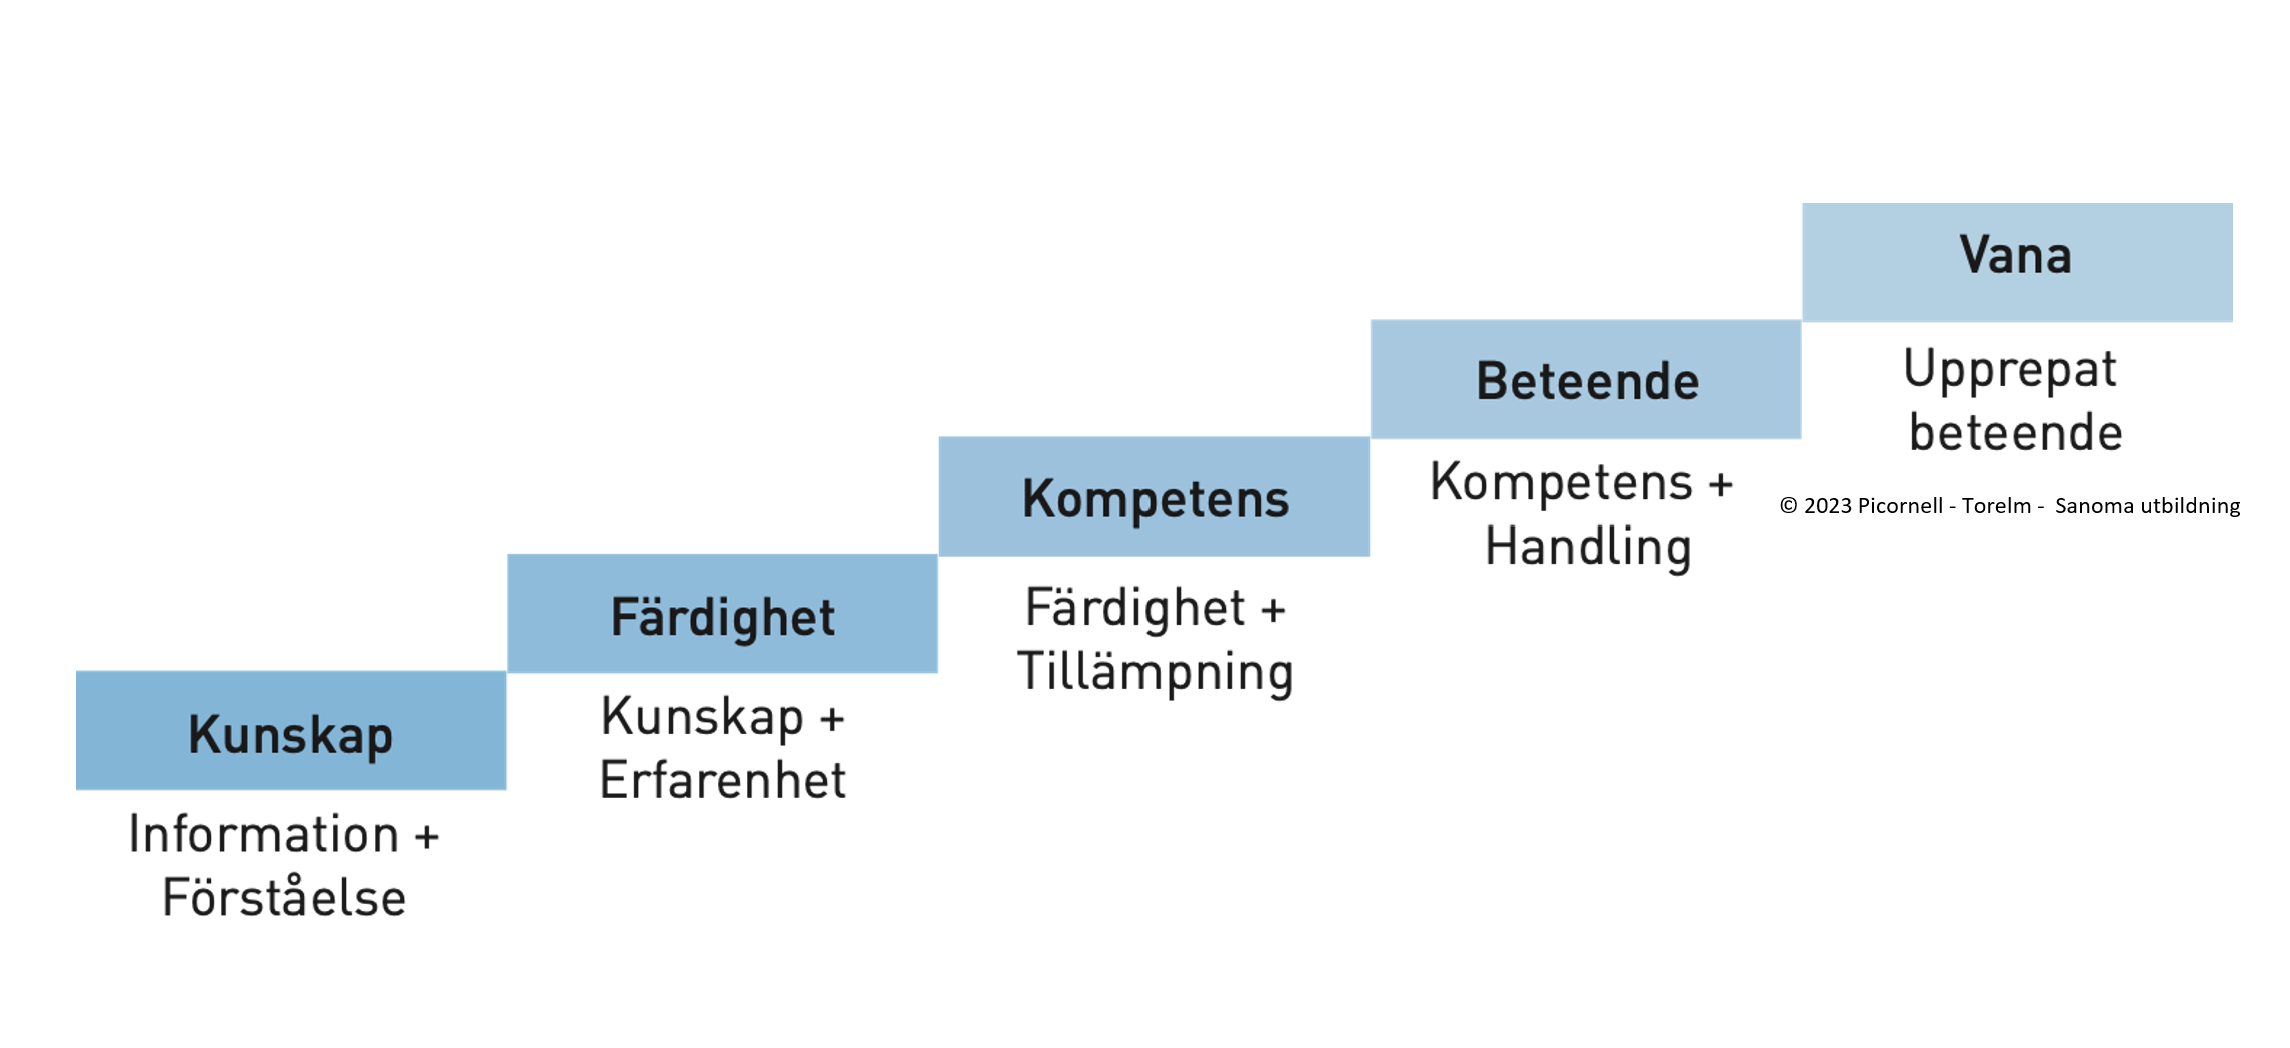 Kunskap
Information +
Förståelse
Färdighet
Kunskap +
Erfarenhet
Kompetens
Färdighet +
Tillämpning
Beteende
Kompetens +
Handling
Vana
Upprepat
beteende
© 2023 Picornell - Torelm - Sanoma utbildning